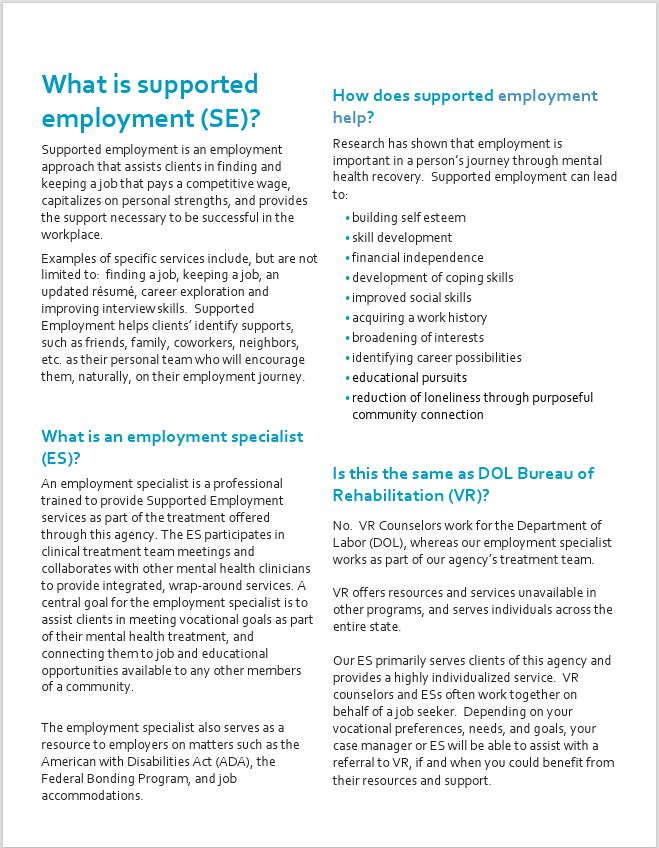 What is supported
employment (SE)?
Supported employment is an employment
approach that assists clients in finding and
keeping a job that pays a competitive wage,
capitalizes on personal strengths, and provides
the support necessary to be successful in the
workplace.
Examples of specific services include, but are not
limited to:  finding a job, keeping a job, an
updated résumé, career exploration and
improving interview skills.  Supported
Employment helps clients’ identify supports,
such as friends, family, coworkers, neighbors,
etc. as their personal team who will encourage
them, naturally, on their employment journey.
What is an employment specialist
(ES)?
An employment specialist is a professional
trained to provide Supported Employment
services as part of the treatment offered
through this agency. The ES participates in
clinical treatment team meetings and
collaborates with other mental health clinicians
to provide integrated, wrap-around services. A
central goal for the employment specialist is to
assist clients in meeting vocational goals as part
of their mental health treatment, and
connecting them to job and educational
opportunities available to any other members
of a community.
The employment specialist also serves as a
resource to employers on matters such as the
American with Disabilities Act (ADA), the
Federal Bonding Program, and job
accommodations.
How does supported employment
help?
Research has shown that employment is
important in a person’s journey through mental
health recovery.  Supported employment can lead
to:
•building self esteem
•skill development
•financial independence
•development of coping skills
•improved social skills
•acquiring a work history
•broadening of interests
•identifying career possibilities
•educational pursuits
•reduction of loneliness through purposeful
community connection
Is this the same as DOL Bureau of
Rehabilitation (VR)?
No.  VR Counselors work for the Department of
Labor (DOL), whereas our employment specialist
works as part of our agency’s treatment team.
VR offers resources and services unavailable in
other programs, and serves individuals across the
entire state.
Our ES primarily serves clients of this agency and
provides a highly individualized service.  VR
counselors and ESs often work together on
behalf of a job seeker.  Depending on your
vocational preferences, needs, and goals, your
case manager or ES will be able to assist with a
referral to VR, if and when you could benefit from
their resources and support.